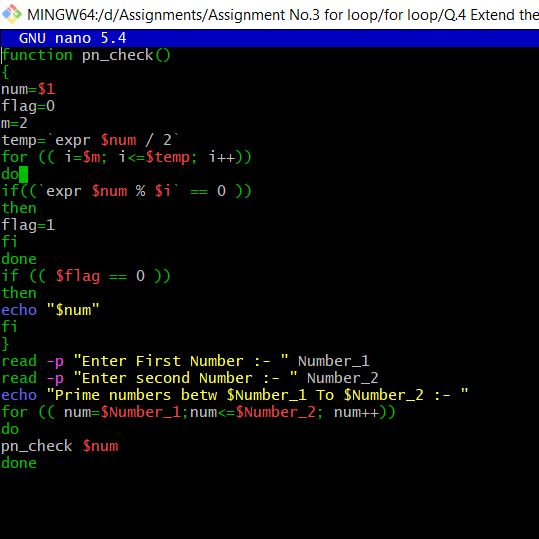 MINGW64:/d/Assignments/Assignment No.3 for loop/for loop/Q.4 Extend the
GNU nano 5.4
function pn_check()
{
num=$1
flag=0
m=2
temp=`expr $num / 2`
for (( i=$m; i<=$temp; i++))
do
if((`expr $num % $i` == 0 ))
then
flag=1
fi
done
if (( $flag == 0 ))
then
echo "$num"
fi
}
read -p "Enter First Number :- " Number_1
read -p "Enter second Number :- " Number_2
echo "Prime numbers betw $Number_1 To $Number_2 :- "
for (( num=$Number_1;num<=$Number_2; num++))
do
pn_check $num
done